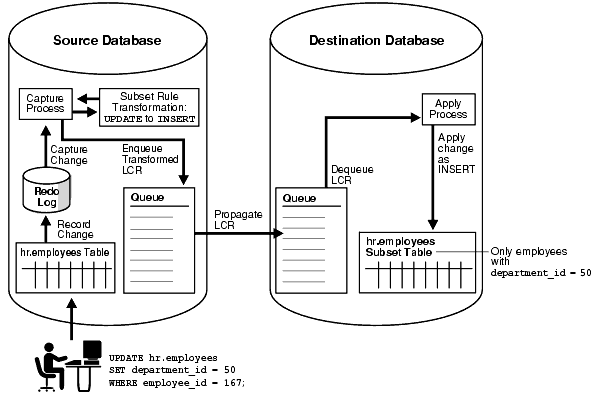 Source Database
Destination Database
Capture
Process
Subset Rule
Transformation:
UPDATE to INSERT
Apply
Process
Capture
Change
Enqueue
Transformed
LCR
Dequeue
LCR
Apply
change
as
INSERT
Redo
Log
Queue
Queue
Record
Change
Propagate
LCR
hr.employees Table
hr.employees
Subset Table
Only employees
with
department_id = 50
UPDATE hr.employees
SET department_id = 50
WHERE employee_id = 167;